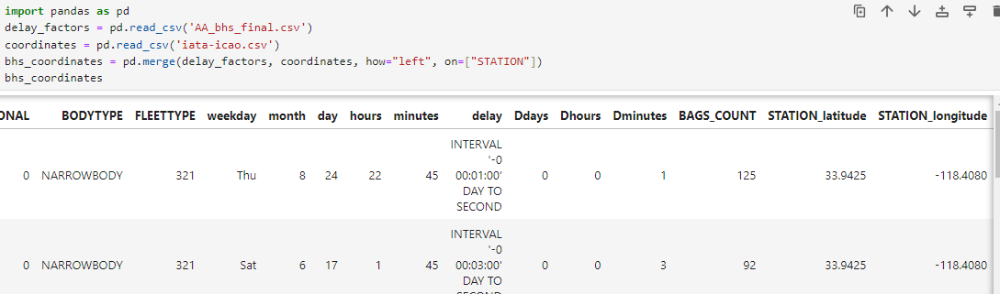 import pandas as pd
delay_factors = pd.read_csv('AA_bhs_final.csv')
coordinates = pd.read_csv('iata-icao.csv')
bhs_coordinates = pd.merge(delay_factors, coordinates, how="left", on=["STATION"])
bhs_coordinates
ONAL BODYTYPE FLEETTYPE weekday month day hours minutes delay Ddays Dhours Dminutes BAGS_COUNT STATION_latitude STATION_longitude
INTERVAL
'-0
0 NARROWBODY 321 Thu 8 24 22 45 00:01:00' 0 0 1 125 33.9425 -118.4080
DAY TO
SECOND
INTERVAL
'-0
0 NARROWBODY 321 Sat 6 17 1 45 00:03:00' 0 0 3 92 33.9425 -118.4080
DAY TO
SECOND